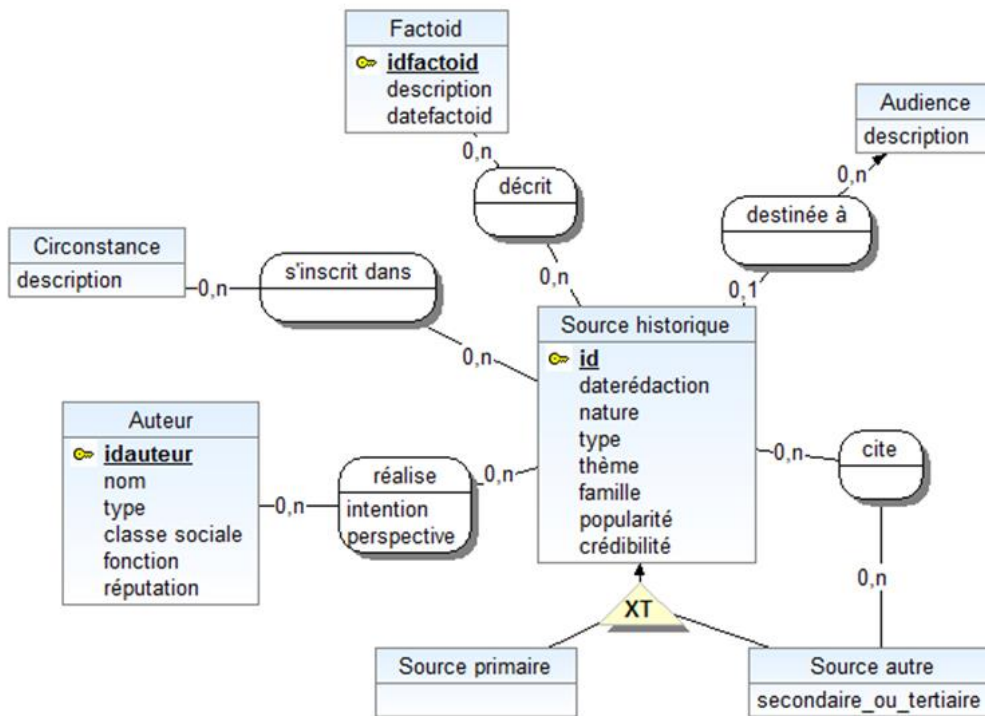 Factoid
idfactoid
description
datefactoid
0,n
décrit
0,n
Audience
description
0,n
destinée à
0,1
Circonstance
description
0,n
s'inscrit dans
0,n
Source historique
id
daterédaction
nature
type
thème
famille
popularité
crédibilité
Auteur
idauteur
nom
type
classe sociale
fonction
réputation
0,n
réalise
intention
perspective
0,n
0,n
cite
0,n
XT
Source primaire
Source autre
secondaire_ou_tertiaire